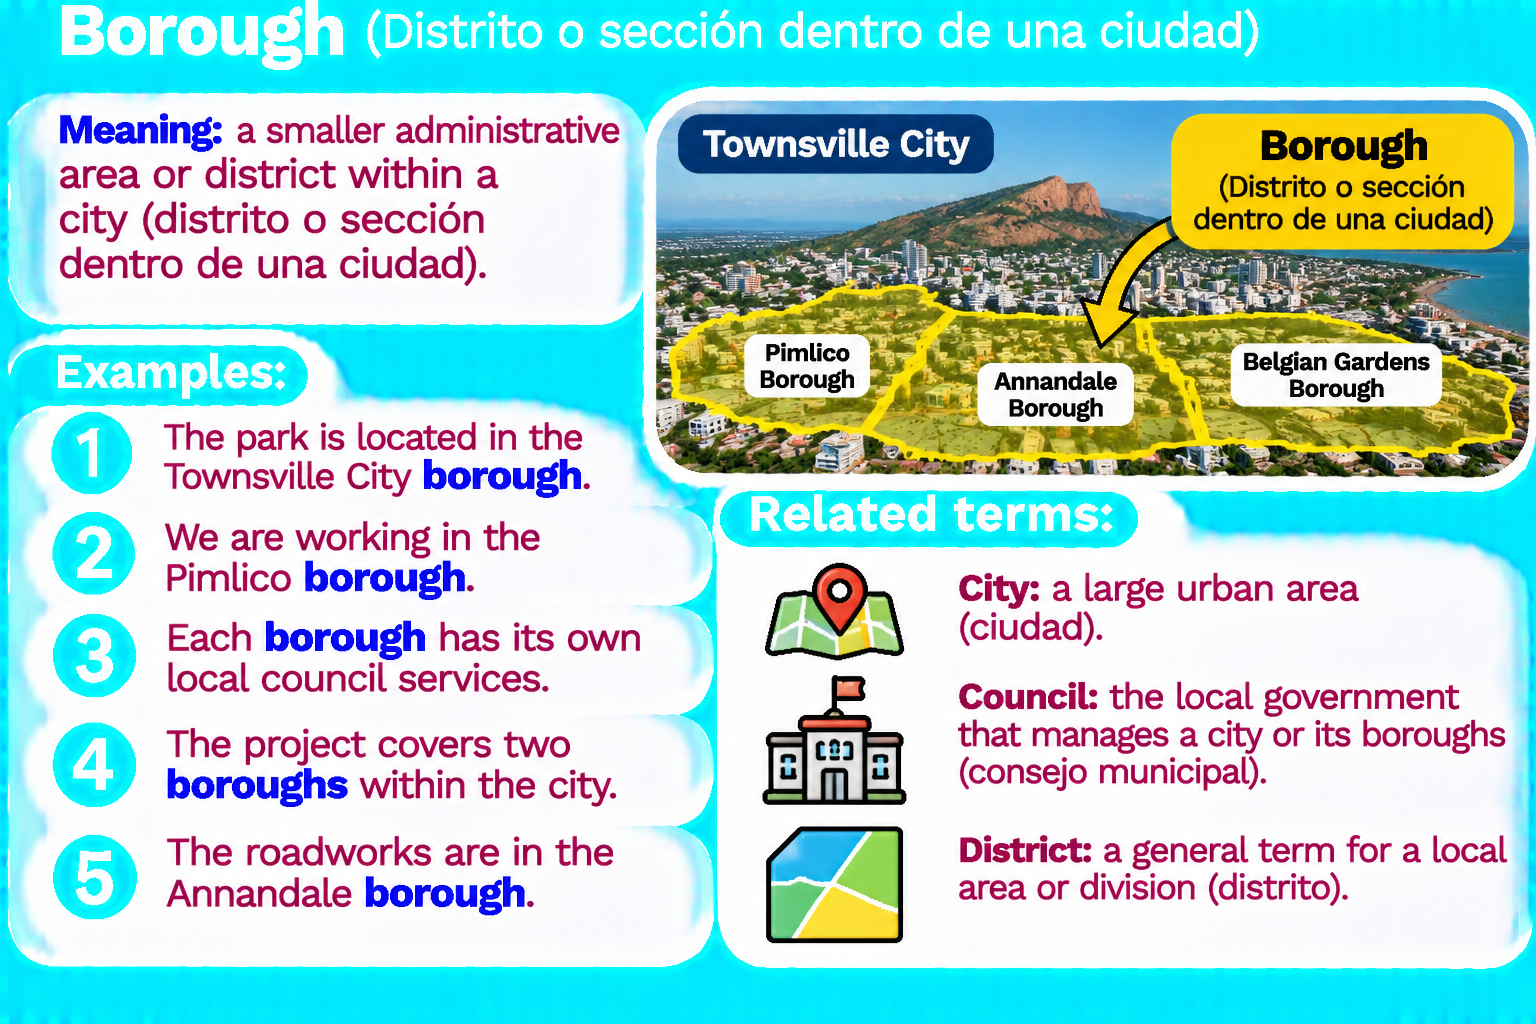 Borough (Distrito o sección dentro de una ciudad)
Meaning: a smaller administrative
area or district within a
city (distrito o sección
dentro de una ciudad).
Townsville City
Borough
(Distrito o sección
dentro de una ciudad)
Pimlico
Borough
Annandale
Borough
Belgian Gardens
Borough
Examples:
1
The park is located in the
Townsville City borough.
2
We are working in the
Pimlico borough.
3
Each borough has its own
local council services.
4
The project covers two
boroughs within the city.
5
The roadworks are in the
Annandale borough.
Related terms:
City: a large urban area
(ciudad).
Council: the local government
that manages a city or its boroughs
(consejo municipal).
District: a general term for a local
area or division (distrito).